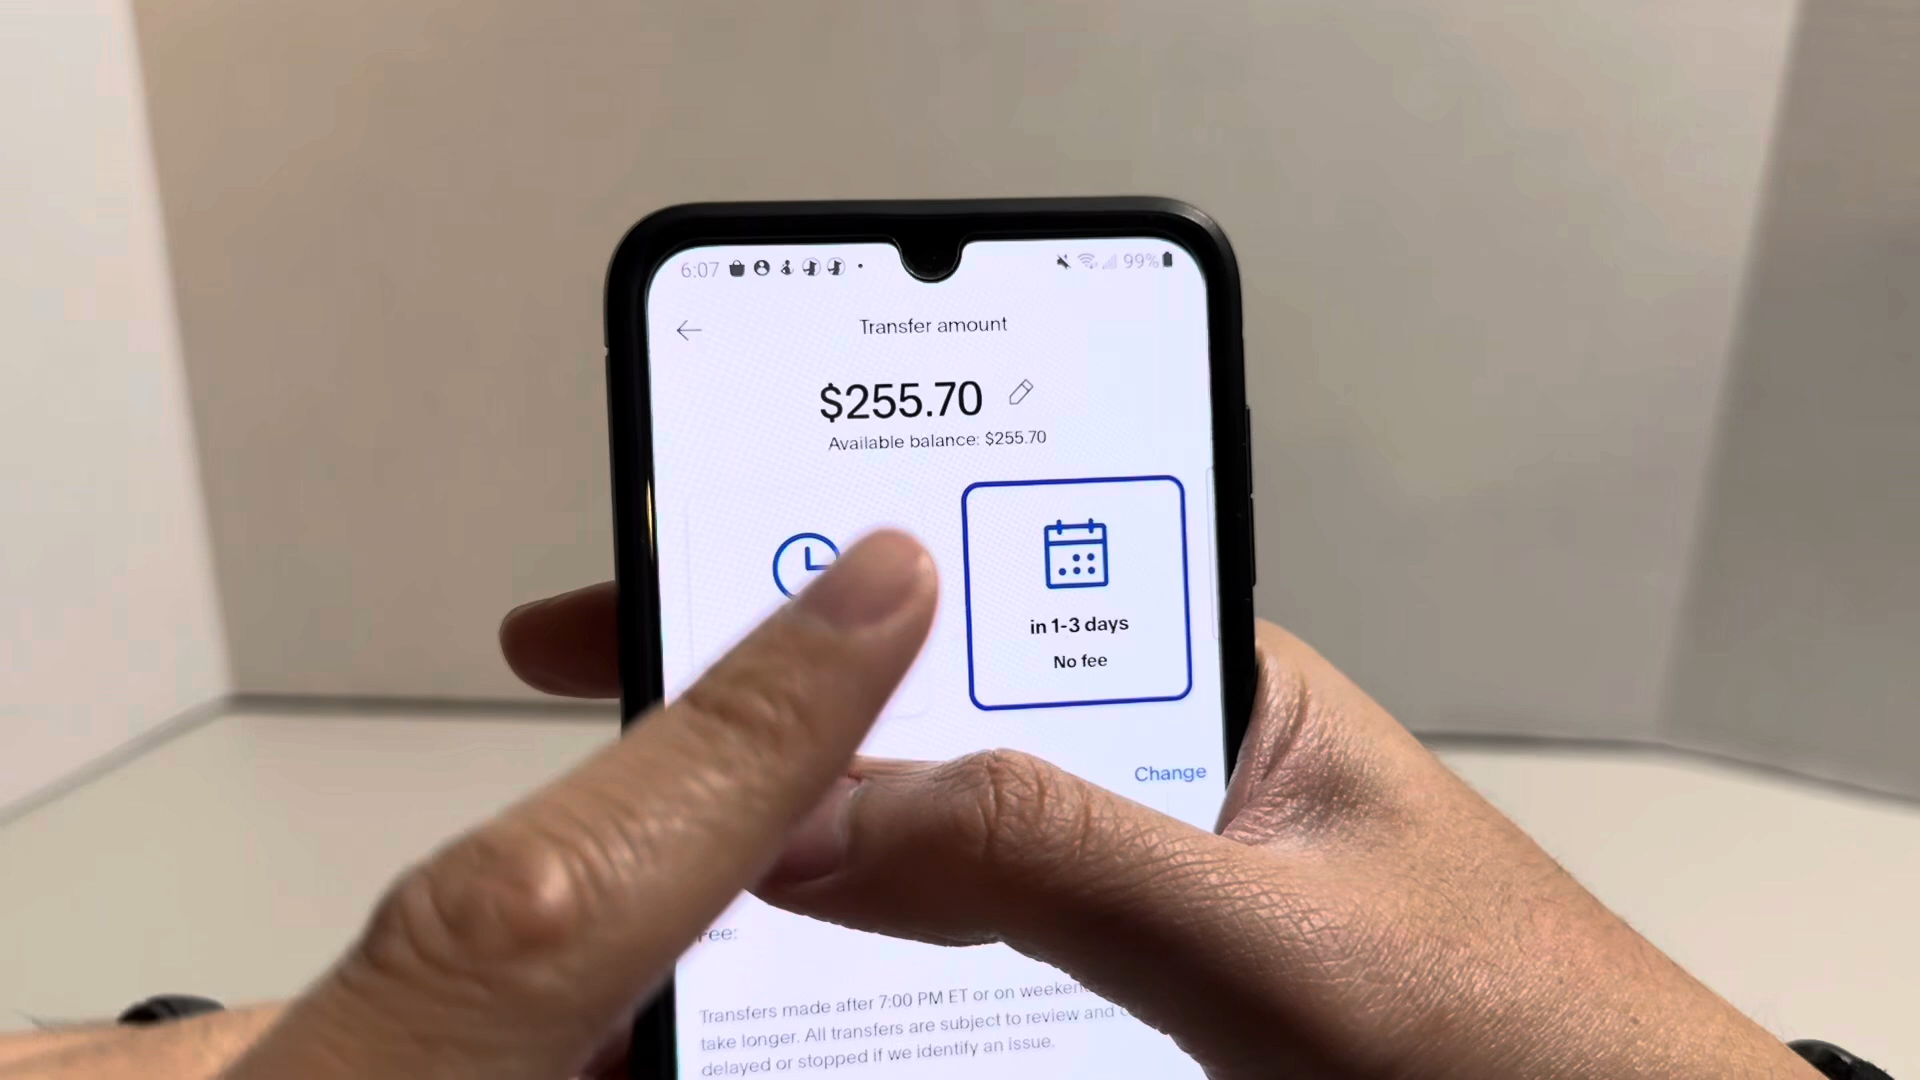 6:07
99%
Transfer amount
$255.70
Available balance: $255.70
in 1-3 days
No fee
Change
Fee:
Transfers made after 7:00 PM ET or on
take longer. All transfers are subject to review and
delayed or stopped if we identify an issue.